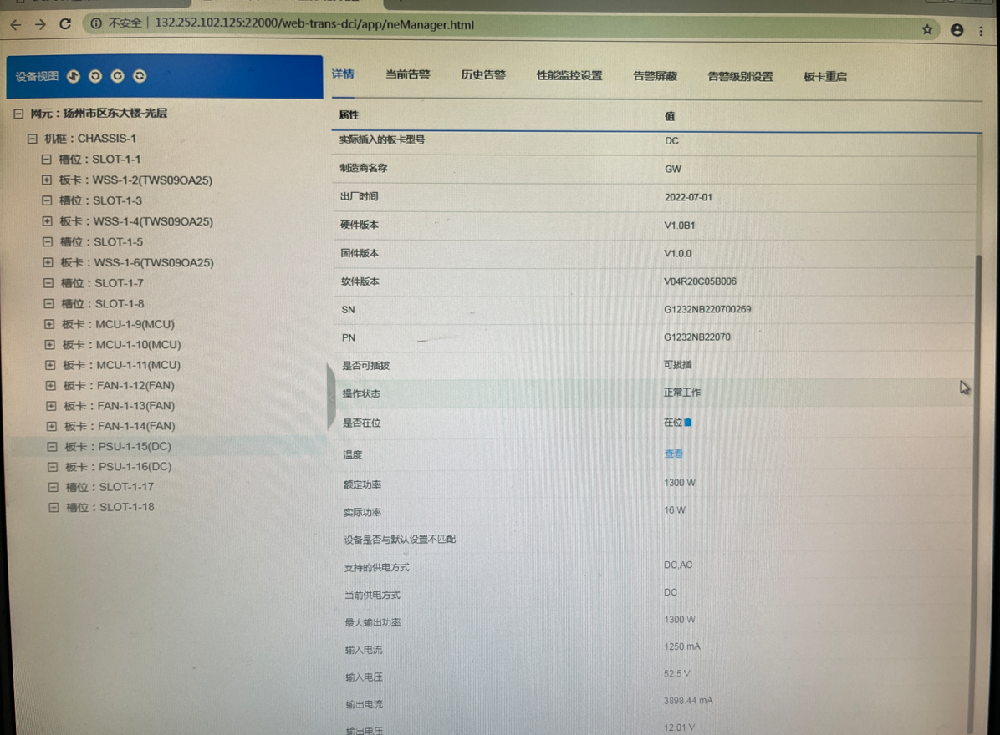 不安全 132.252.102.125:22000/web-trans-dci/app/neManager.html
设备视图
网元：扬州市区东大楼-光层
机框：CHASSIS-1
槽位：SLOT-1-1
板卡：WSS-1-2(TWS09OA25)
槽位：SLOT-1-3
板卡：WSS-1-4(TWS09OA25)
槽位：SLOT-1-5
板卡：WSS-1-6(TWS09OA25)
槽位：SLOT-1-7
槽位：SLOT-1-8
板卡：MCU-1-9(MCU)
板卡：MCU-1-10(MCU)
板卡：MCU-1-11(MCU)
板卡：FAN-1-12(FAN)
板卡：FAN-1-13(FAN)
板卡：FAN-1-14(FAN)
板卡：PSU-1-15(DC)
板卡：PSU-1-16(DC)
槽位：SLOT-1-17
槽位：SLOT-1-18
详情 当前告警 历史告警 性能监控设置 告警屏蔽 告警级别设置 板卡重启
属性 值
实际插入的板卡型号 DC
制造商名称 GW
出厂时间 2022-07-01
硬件版本 V1.0B1
固件版本 V1.0.0
软件版本 V04R20C05B006
SN G1232NB220700269
PN G1232NB22070
是否可插拔 可拔插
操作状态 正常工作
是否在位 在位
温度 查看
额定功率 1300 W
实际功率 16 W
设备是否与默认设置不匹配
支持的供电方式 DC,AC
当前供电方式 DC
最大输出功率 1300 W
输入电流 1250 mA
输入电压 52.5 V
输出电流 3898.44 mA
输出电压 12.01 V